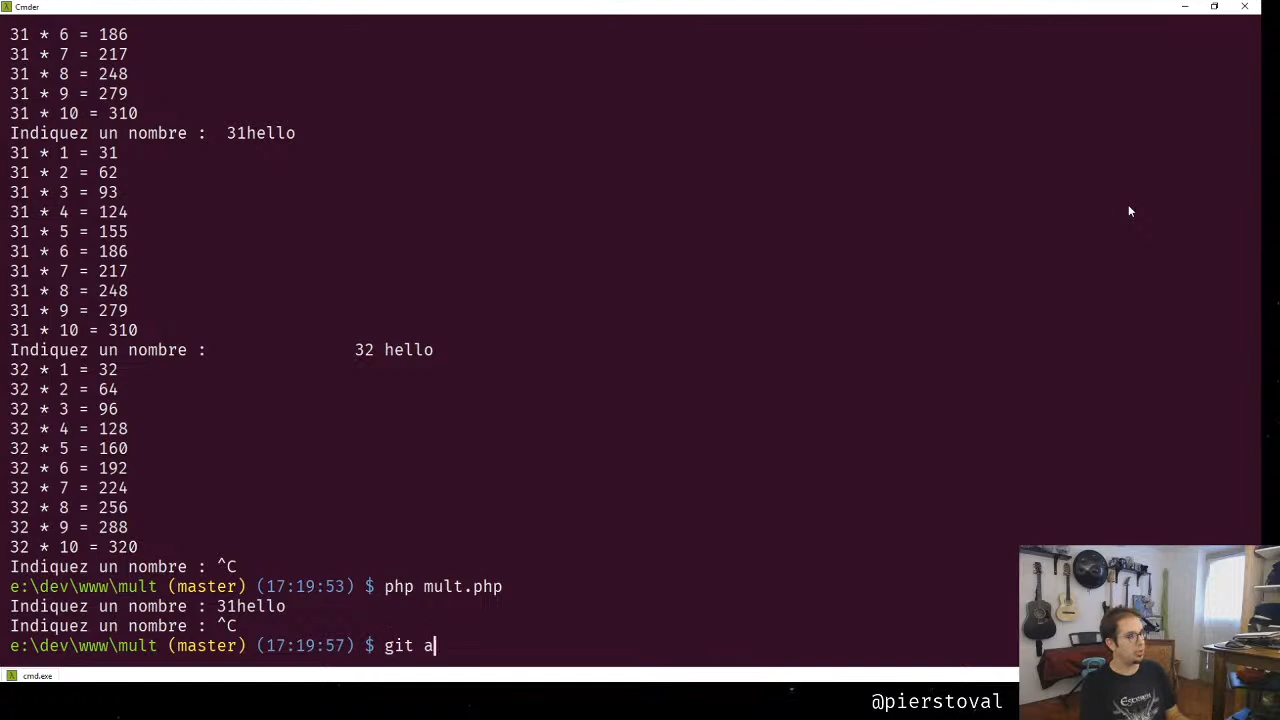 Cmder
31 * 6 = 186
31 * 7 = 217
31 * 8 = 248
31 * 9 = 279
31 * 10 = 310
Indiquez un nombre :  31hello
31 * 1 = 31
31 * 2 = 62
31 * 3 = 93
31 * 4 = 124
31 * 5 = 155
31 * 6 = 186
31 * 7 = 217
31 * 8 = 248
31 * 9 = 279
31 * 10 = 310
Indiquez un nombre :               32 hello
32 * 1 = 32
32 * 2 = 64
32 * 3 = 96
32 * 4 = 128
32 * 5 = 160
32 * 6 = 192
32 * 7 = 224
32 * 8 = 256
32 * 9 = 288
32 * 10 = 320
Indiquez un nombre : ^C
e:\dev\www\mult (master) (17:19:53) $ php mult.php
Indiquez un nombre : 31hello
Indiquez un nombre : ^C
e:\dev\www\mult (master) (17:19:57) $ git a
cmd.exe
@pierstoval